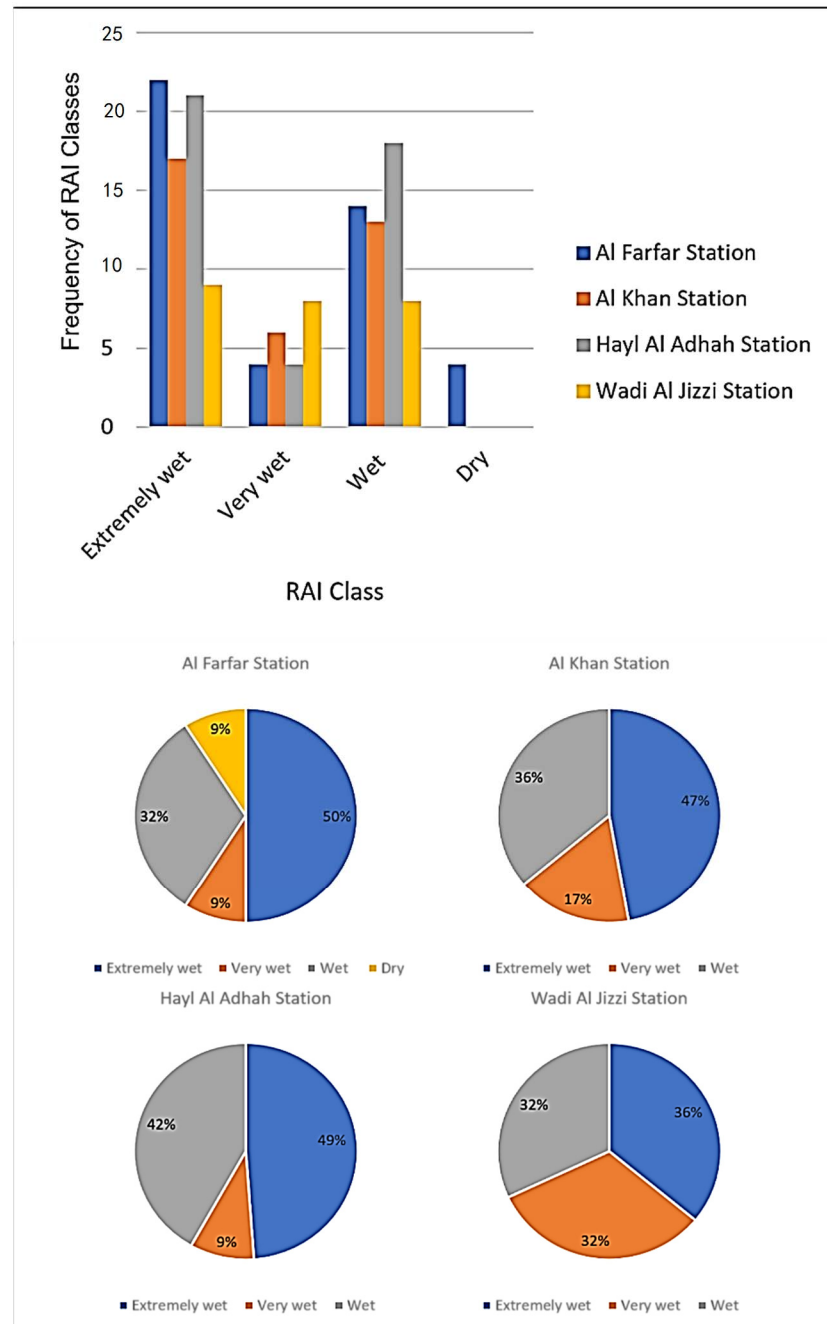 25
20
15
10
5
0
Frequency of RAI Classes
Extremely wet
Very wet
Wet
Dry
RAI Class
Al Farfar Station
Al Khan Station
Hayl Al Adhah Station
Wadi Al Jizzi Station
Al Farfar Station
9%
32%
50%
9%
Extremely wet Very wet Wet Dry
Al Khan Station
36%
47%
17%
Extremely wet Very wet Wet
Hayl Al Adhah Station
42%
49%
9%
Extremely wet Very wet Wet
Wadi Al Jizzi Station
32%
36%
32%
Extremely wet Very wet Wet